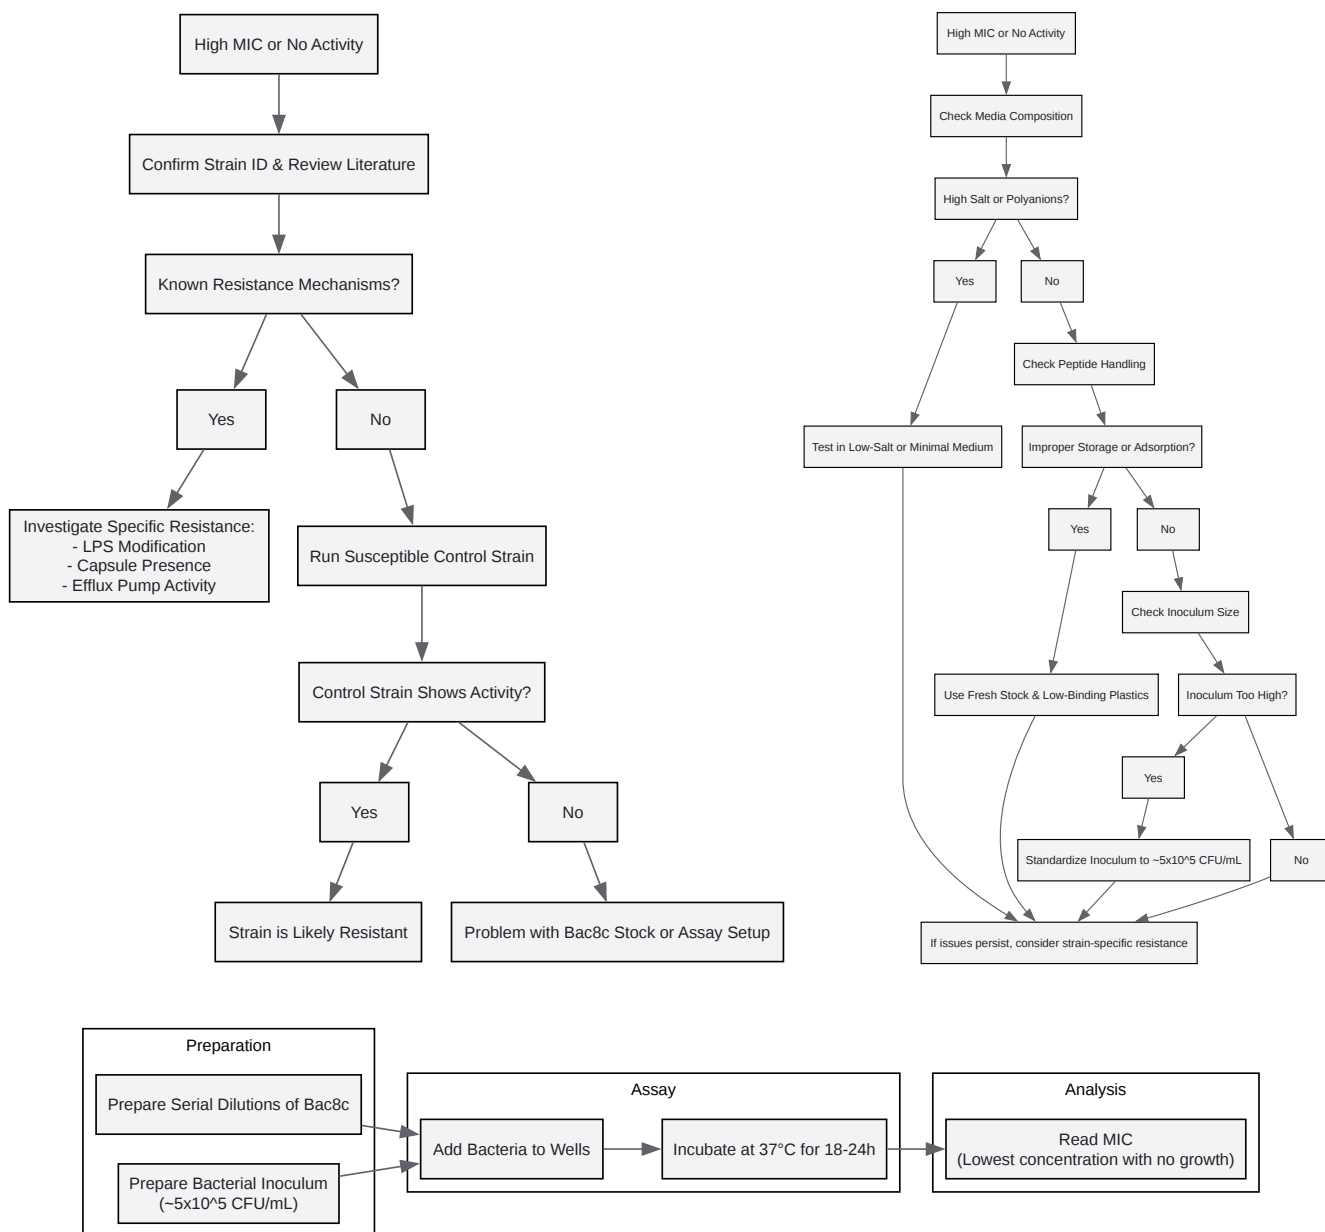 High MIC or No Activity
Confirm Strain ID & Review Literature
Known Resistance Mechanisms?
Yes
No
Investigate Specific Resistance:
- LPS Modification
- Capsule Presence
- Efflux Pump Activity
Run Susceptible Control Strain
Control Strain Shows Activity?
Yes
No
Strain is Likely Resistant
Problem with Bac8c Stock or Assay Setup
High MIC or No Activity
Check Media Composition
High Salt or Polyanions?
Yes
No
Check Peptide Handling
Test in Low-Salt or Minimal Medium
Improper Storage or Adsorption?
Yes
No
Check Inoculum Size
Use Fresh Stock & Low-Binding Plastics
Inoculum Too High?
Yes
Standardize Inoculum to ~5x10^5 CFU/mL
No
If issues persist, consider strain-specific resistance
Preparation
Prepare Serial Dilutions of Bac8c
Prepare Bacterial Inoculum
(~5x10^5 CFU/mL)
Assay
Add Bacteria to Wells
Incubate at 37°C for 18-24h
Analysis
Read MIC
(Lowest concentration with no growth)